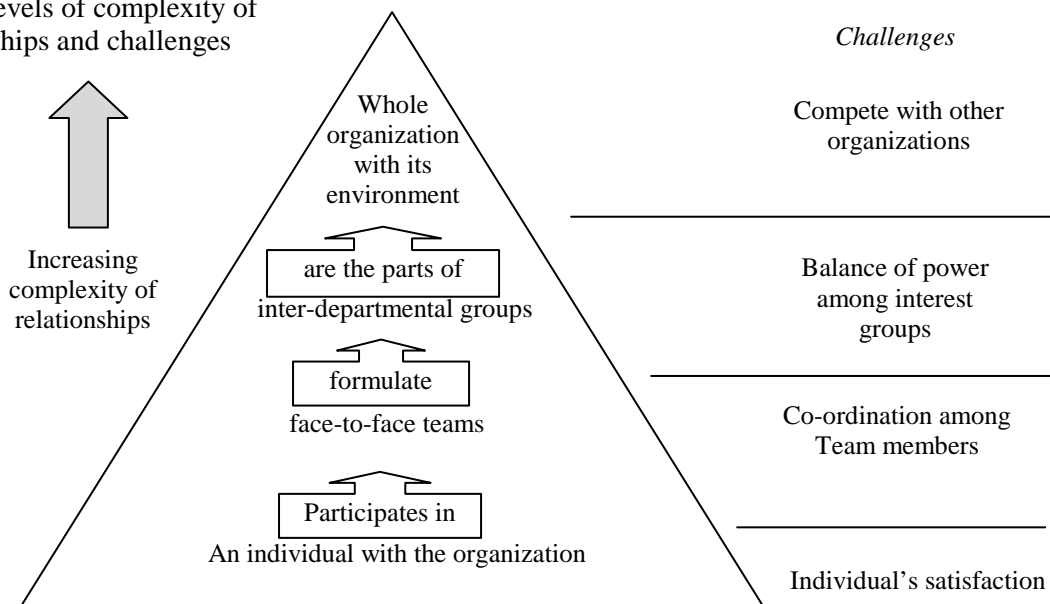 evels of complexity of
hips and challenges
Challenges
Whole
organization
with its
environment
Compete with other
organizations
Increasing
complexity of
relationships
are the parts of
inter-departmental groups
Balance of power
among interest
groups
formulate
face-to-face teams
Co-ordination among
Team members
Participates in
An individual with the organization
Individual’s satisfaction